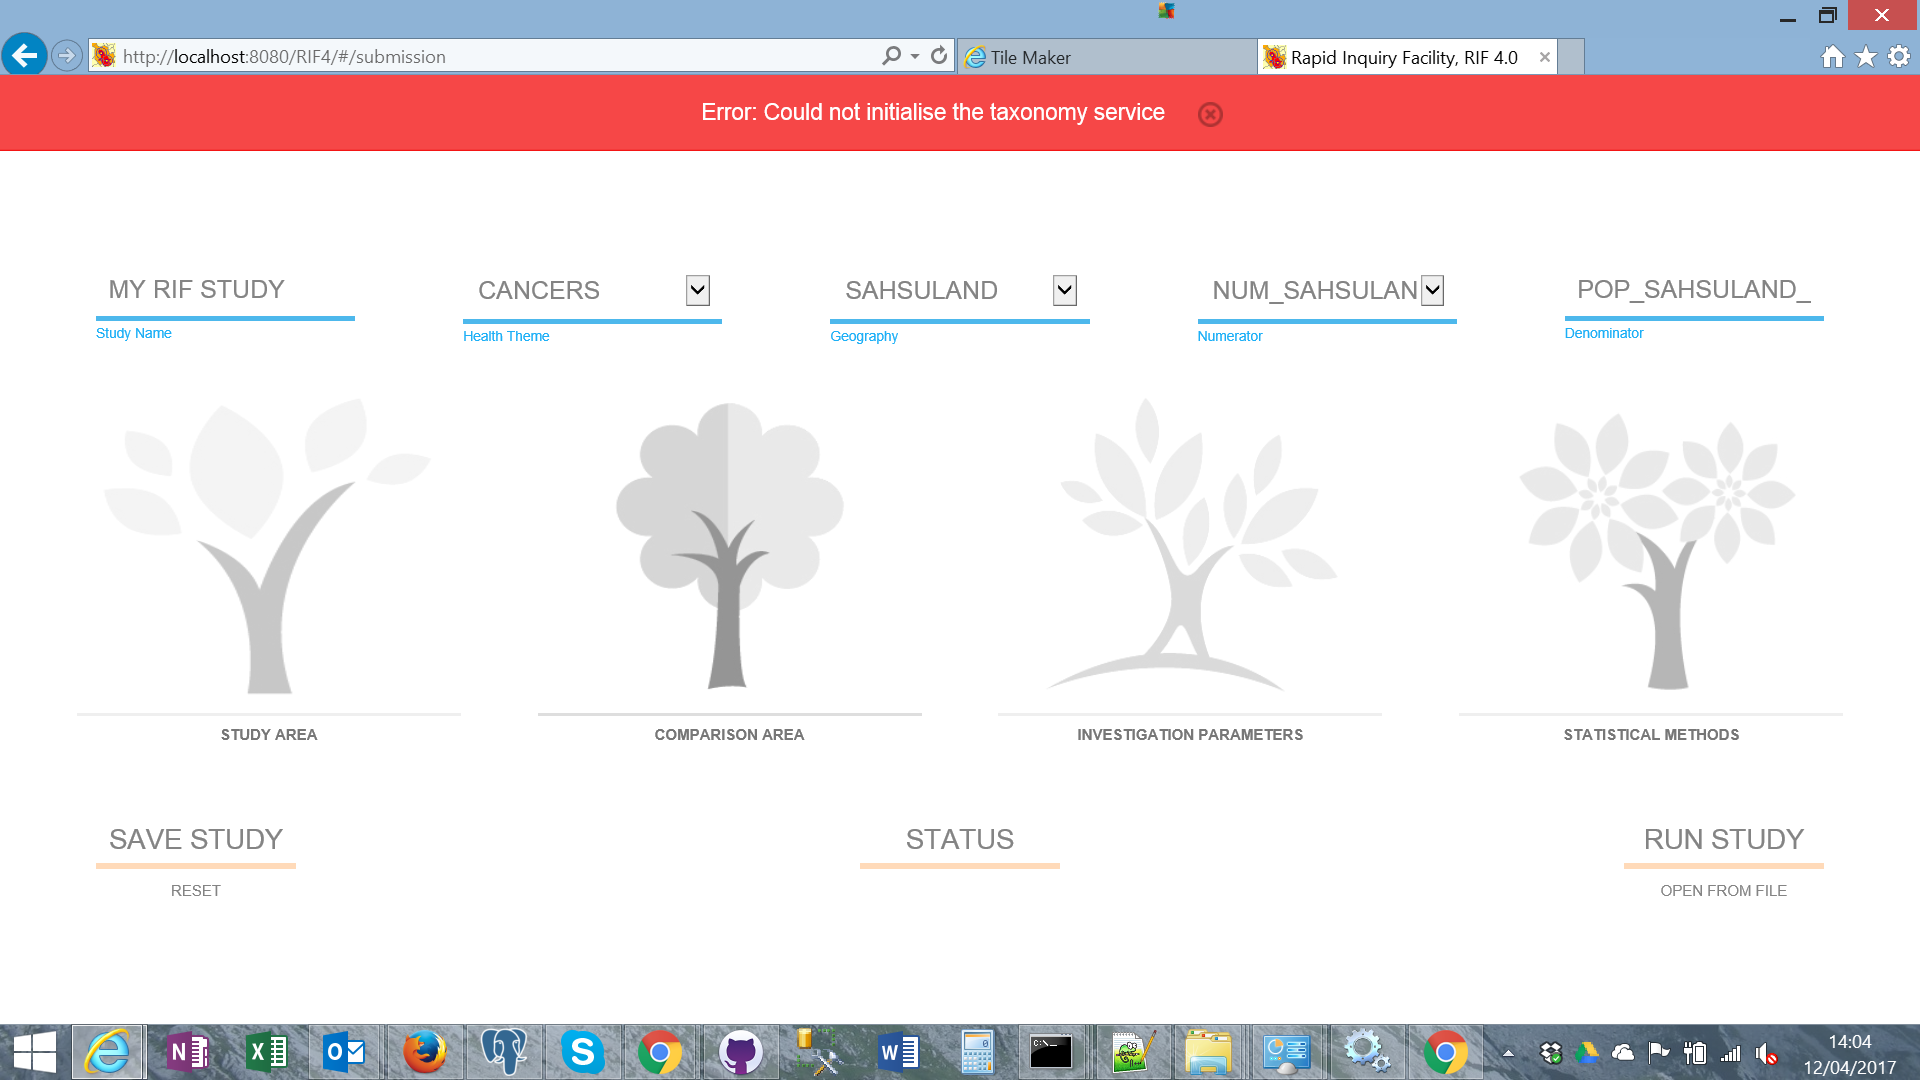 http://localhost:8080/RIF4/#/submission
Tile Maker
Rapid Inquiry Facility, RIF 4.0
Error: Could not initialise the taxonomy service
MY RIF STUDY
CANCERS
SAHSULAND
NUM_SAHSULAN
POP_SAHSULAND_
Study Name
Health Theme
Geography
Numerator
Denominator
STUDY AREA
COMPARISON AREA
INVESTIGATION PARAMETERS
STATISTICAL METHODS
SAVE STUDY
STATUS
RUN STUDY
RESET
OPEN FROM FILE
14:04
12/04/2017